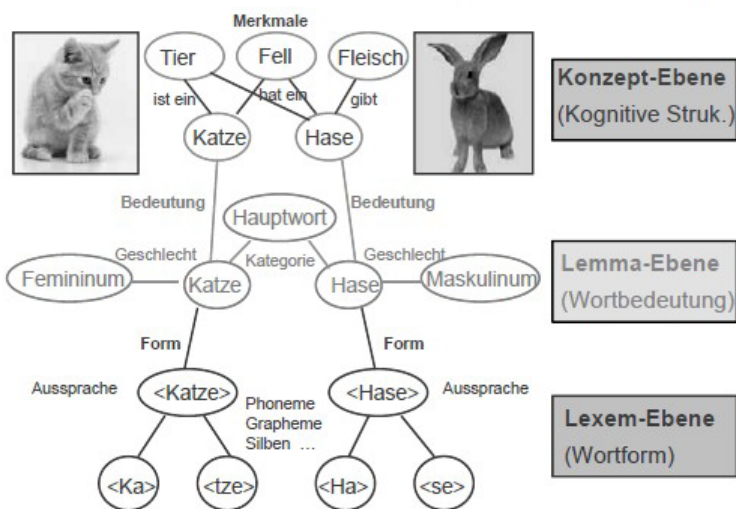 Merkmale
Tier
Fell
Fleisch
ist ein
hat ein
gibt
Katze
Hase
Konzept-Ebene
(Kognitive Struk.)
Bedeutung
Bedeutung
Hauptwort
Geschlecht
Kategorie
Geschlecht
Femininum
Katze
Hase
Maskulinum
Lemma-Ebene
(Wortbedeutung)
Form
Form
Aussprache
<Katze>
Phoneme
Grapheme
Silben ...
<Hase>
Aussprache
<Ka>
<tze>
<Ha>
<se>
Lexem-Ebene
(Wortform)